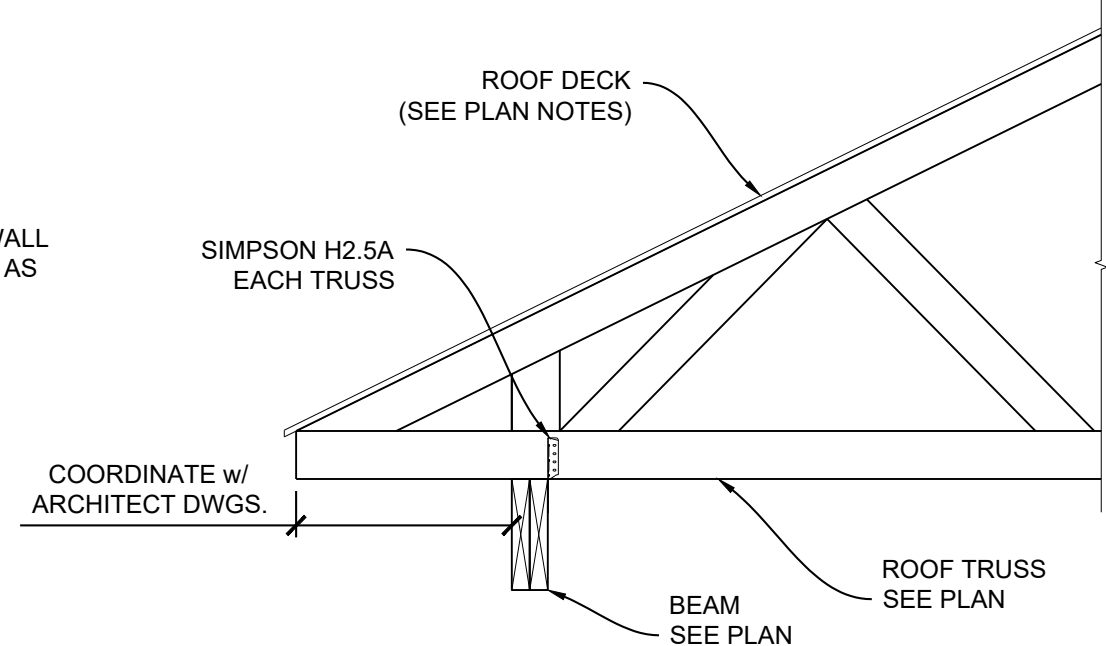 ROOF DECK
(SEE PLAN NOTES)
AS
SIMPSON H2.5A
EACH TRUSS
COORDINATE w/
ARCHITECT DWGS.
ROOF TRUSS
SEE PLAN
BEAM
SEE PLAN